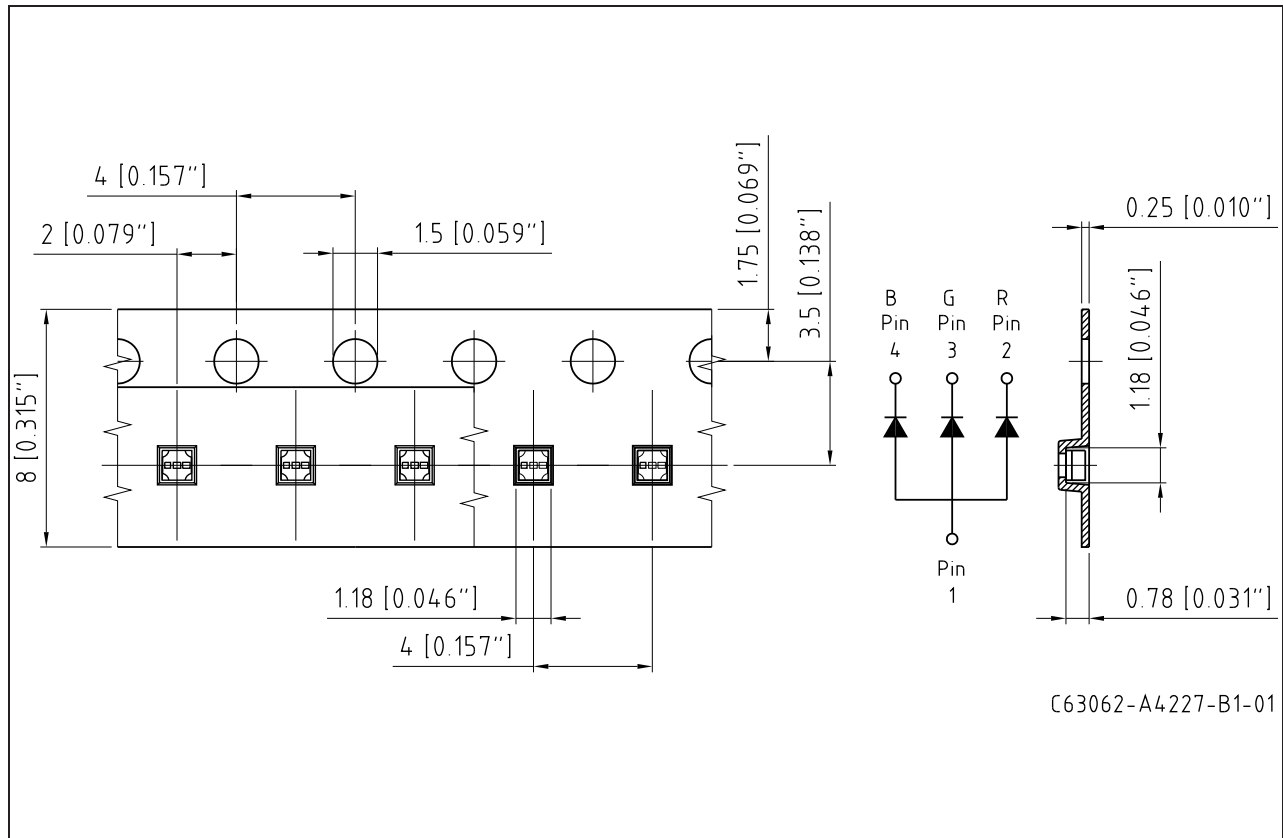 4 [0.157"]
2 [0.079"]
1.5 [0.059"]
1.75 [0.069"]
3.5 [0.138"]
8 [0.315"]
1.18 [0.046"]
4 [0.157"]
B
Pin
4
G
Pin
3
R
Pin
2
Pin
1
0.25 [0.010"]
1.18 [0.046"]
0.78 [0.031"]
C63062-A4227-B1-01